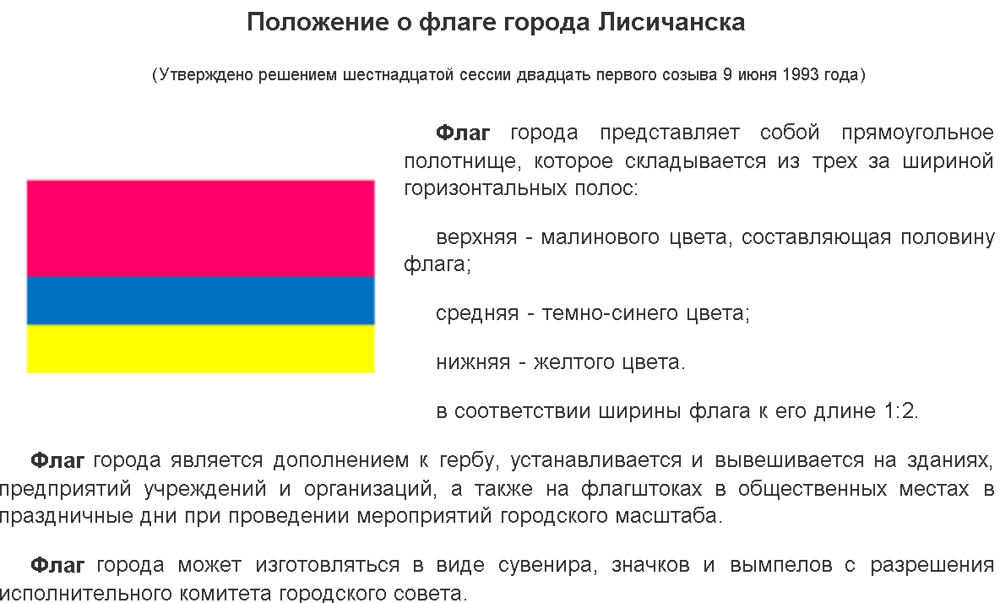 Положение о флаге города Лисичанска
(Утверждено решением шестнадцатой сессии двадцать первого созыва 9 июня 1993 года)
Флаг города представляет собой прямоугольное
полотнище, которое складывается из трех за шириной
горизонтальных полос:
верхняя - малинового цвета, составляющая половину
флага;
средняя - темно-синего цвета;
нижняя - желтого цвета.
в соответствии ширины флага к его длине 1:2.
Флаг города является дополнением к гербу, устанавливается и вывешивается на зданиях,
предприятий учреждений и организаций, а также на флагштоках в общественных местах в
праздничные дни при проведении мероприятий городского масштаба.
Флаг города может изготовляться в виде сувенира, значков и вымпелов с разрешения
исполнительного комитета городского совета.